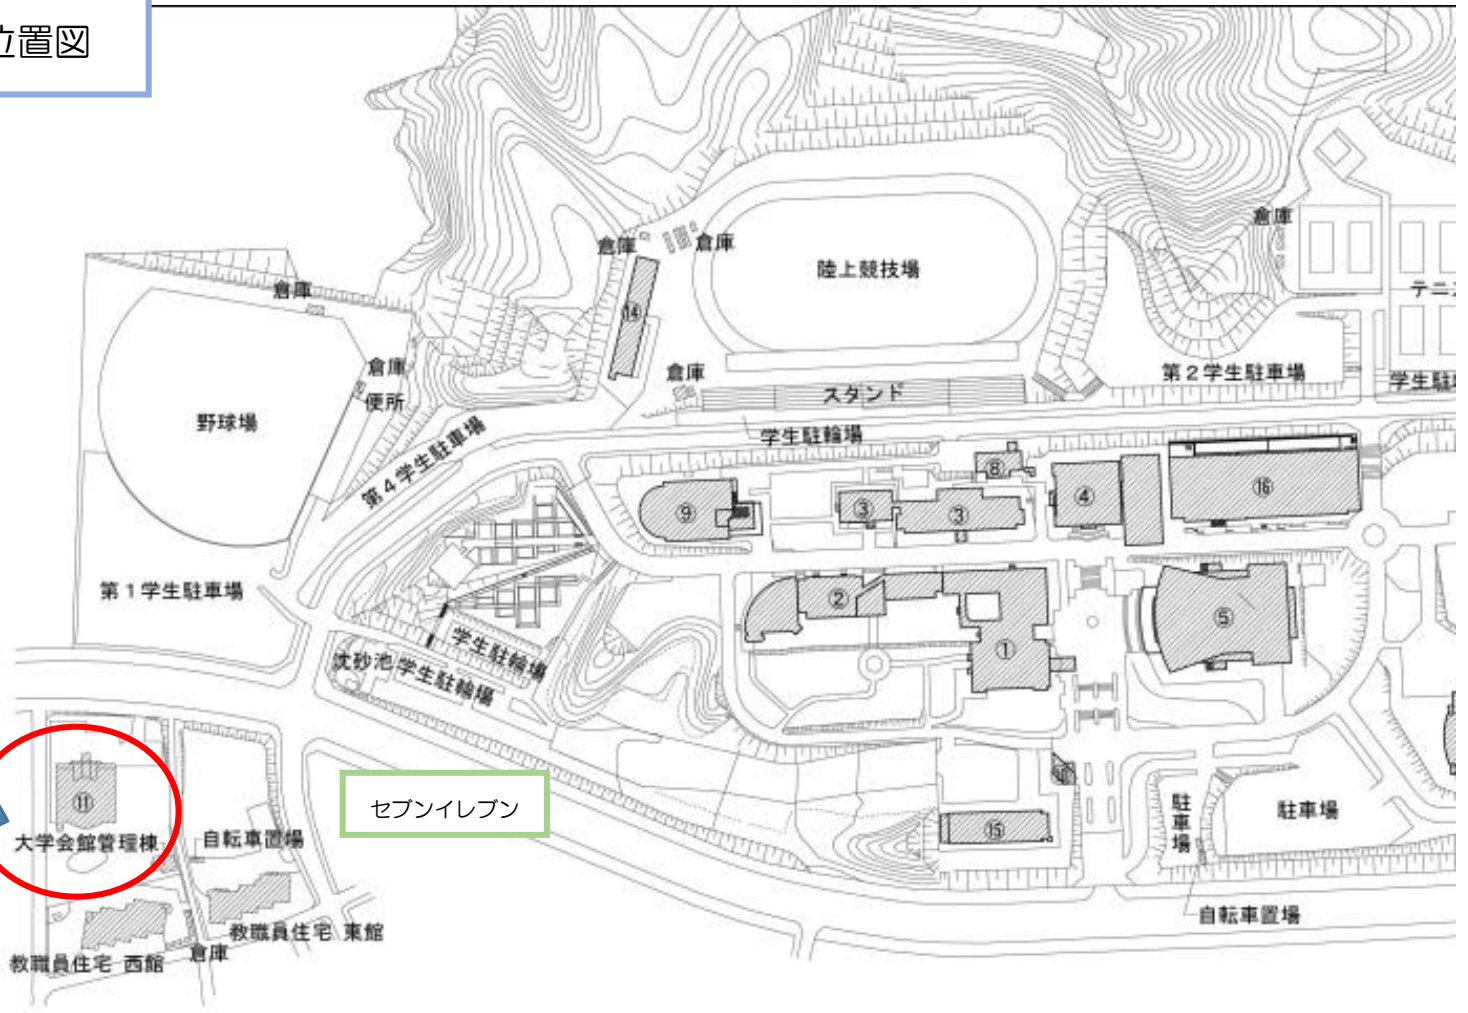 位置図
倉庫
倉庫
倉庫
陸上競技場
倉庫
テニス
⑭
倉庫
倉庫
便所
野球場
倉庫
スタンド
第2学生駐車場
学生駐
第4学生駐車場
学生駐輪場
⑧
⑨
③
③
④
⑯
第1学生駐車場
②
①
⑤
学生駐輪場
沈砂池
学生駐輪場
⑪
大学会館管理棟
自転車置場
セブンイレブン
⑮
駐車場
駐車場
自転車置場
教職員住宅 東館
倉庫
教職員住宅 西館